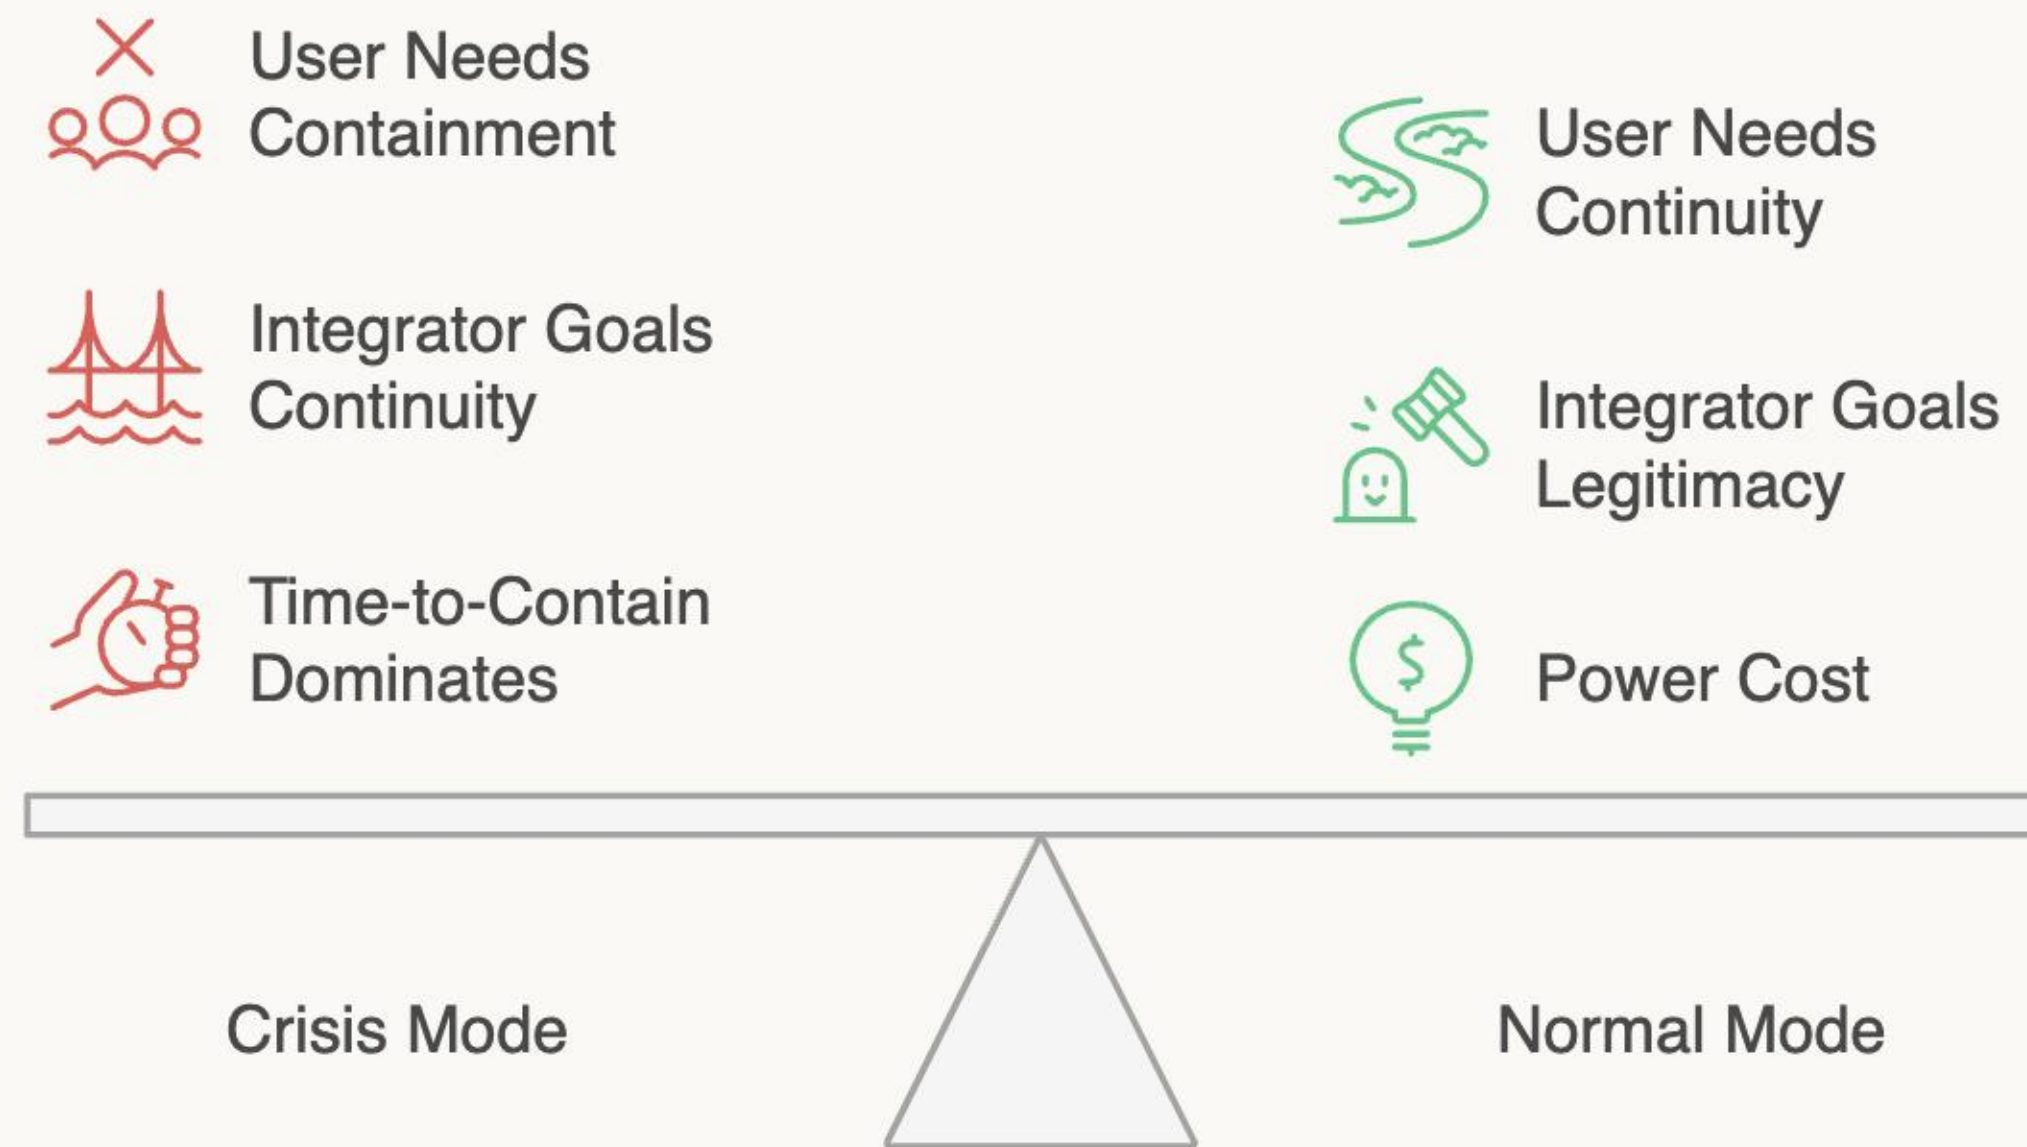 User Needs
Containment
Integrator Goals
Continuity
Time-to-Contain
Dominates
User Needs
Continuity
Integrator Goals
Legitimacy
$
Power Cost
Crisis Mode
Normal Mode